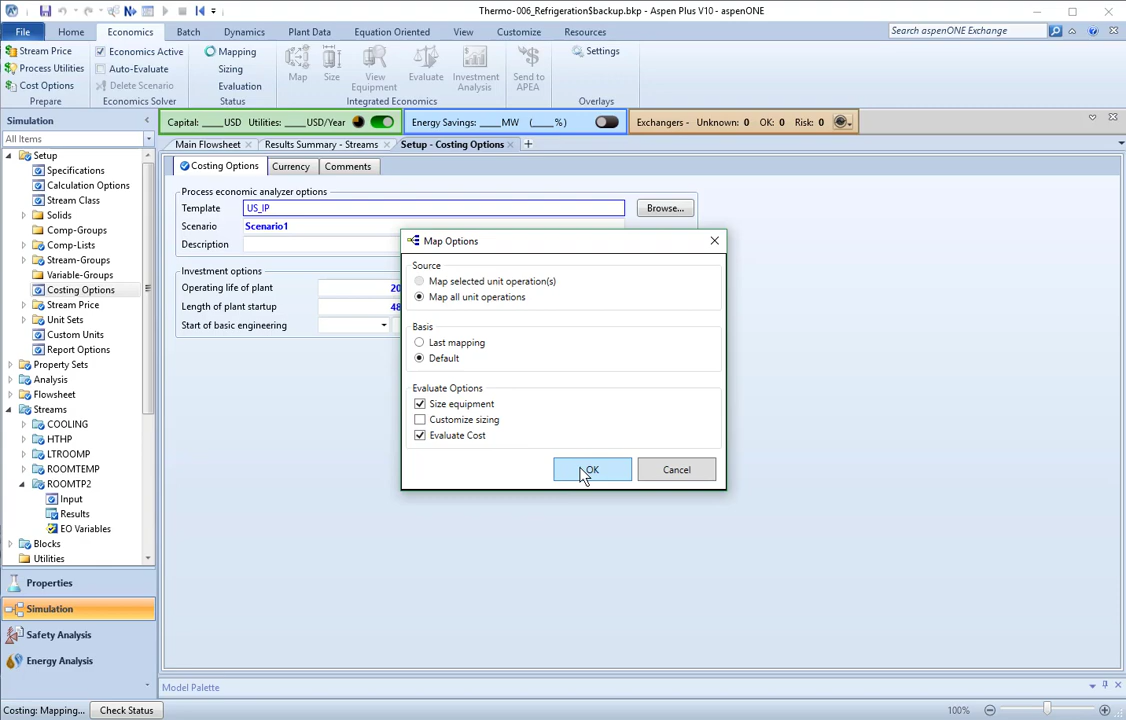 Thermo-006_Refrigeration$backup.bkp - Aspen Plus V10 - aspenONE
File Home Economics Batch Dynamics Plant Data Equation Oriented View Customize Resources Search aspenONE Exchange
Stream Price
Process Utilities
Cost Options
Prepare
Economics Active
Auto-Evaluate
Delete Scenario
Economics Solver
Mapping
Sizing
Evaluation
Status
Map
Size
View Equipment
Evaluate
Investment Analysis
Integrated Economics
Send to APEA
Settings
Overlays
Simulation
Capital: ____USD Utilities: ____USD/Year
Energy Savings: ____MW (____%)
Exchangers - Unknown: 0 OK: 0 Risk: 0
All Items
Main Flowsheet Results Summary - Streams Setup - Costing Options
Setup
Specifications
Calculation Options
Stream Class
Solids
Comp-Groups
Comp-Lists
Stream-Groups
Variable-Groups
Costing Options
Stream Price
Unit Sets
Custom Units
Report Options
Property Sets
Analysis
Flowsheet
Streams
COOLING
HTHP
LTROOMP
ROOMTEMP
ROOMTP2
Input
Results
EO Variables
Blocks
Utilities
Properties
Simulation
Safety Analysis
Energy Analysis
Costing Options Currency Comments
Process economic analyzer options
Template US_IP Browse...
Scenario Scenario1
Description
Investment options
Operating life of plant 20
Length of plant startup 48
Start of basic engineering
Map Options
Source
Map selected unit operation(s)
Map all unit operations
Basis
Last mapping
Default
Evaluate Options
Size equipment
Customize sizing
Evaluate Cost
OK Cancel
Model Palette
Costing: Mapping... Check Status 100%